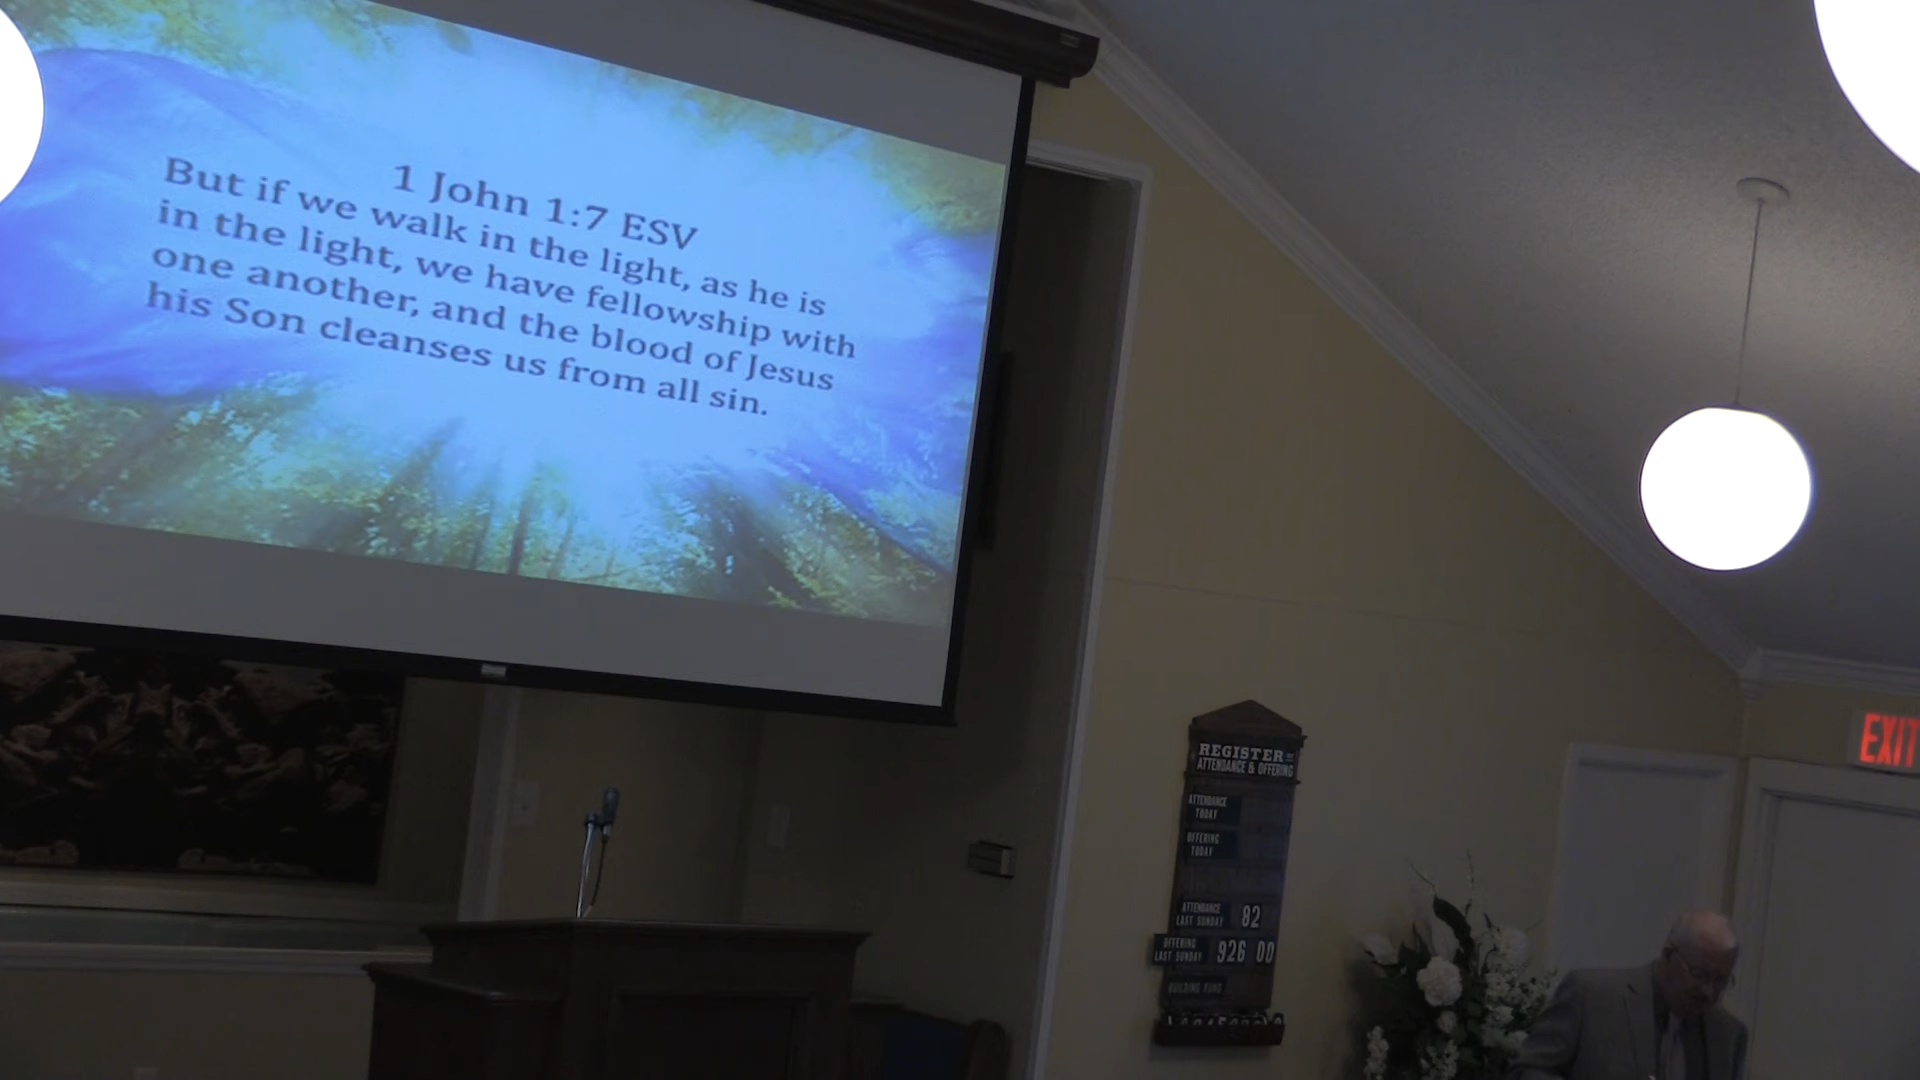 1 John 1:7 ESV
But if we walk in the light, as he is
in the light, we have fellowship with
one another, and the blood of Jesus
his Son cleanses us from all sin.
REGISTER OF
ATTENDANCE & OFFERING
ATTENDANCE
TODAY
OFFERING
TODAY
ATTENDANCE
LAST SUNDAY 82
OFFERING
LAST SUNDAY 926 00
BUILDING FUND
EXIT